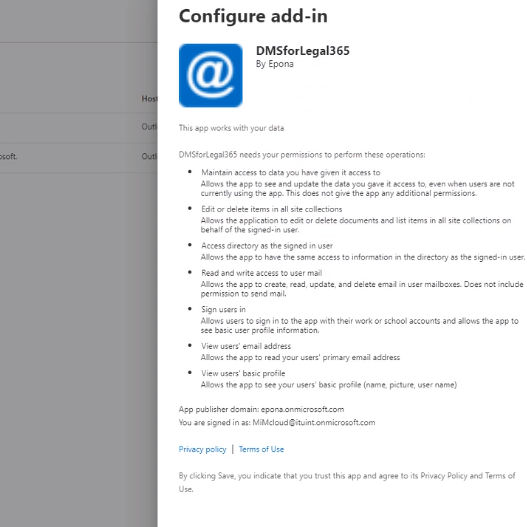 Configure add-in
@
DMSforLegal365
By Epona
Host
This app works with your data
Outl
DMSforLegal365 needs your permissions to perform these operations:
osoft.
Outl
Maintain access to data you have given it access to
Allows the app to see and update the data you gave it access to, even when users are not
currently using the app. This does not give the app any additional permissions.
Edit or delete items in all site collections
Allows the application to edit or delete documents and list items in all site collections on
behalf of the signed-in user.
Access directory as the signed in user
Allows the app to have the same access to information in the directory as the signed-in user.
Read and write access to user mail
Allows the app to create, read, update, and delete email in user mailboxes. Does not include
permission to send mail.
Sign users in
Allows users to sign in to the app with their work or school accounts and allows the app to
see basic user profile information.
View users' email address
Allows the app to read your users' primary email address
View users' basic profile
Allows the app to see your users' basic profile (name, picture, user name)
App publisher domain: epona.onmicrosoft.com
You are signed in as: MiMcloud@ituint.onmicrosoft.com
Privacy policy | Terms of Use
By clicking Save, you indicate that you trust this app and agree to its Privacy Policy and Terms of
Use.